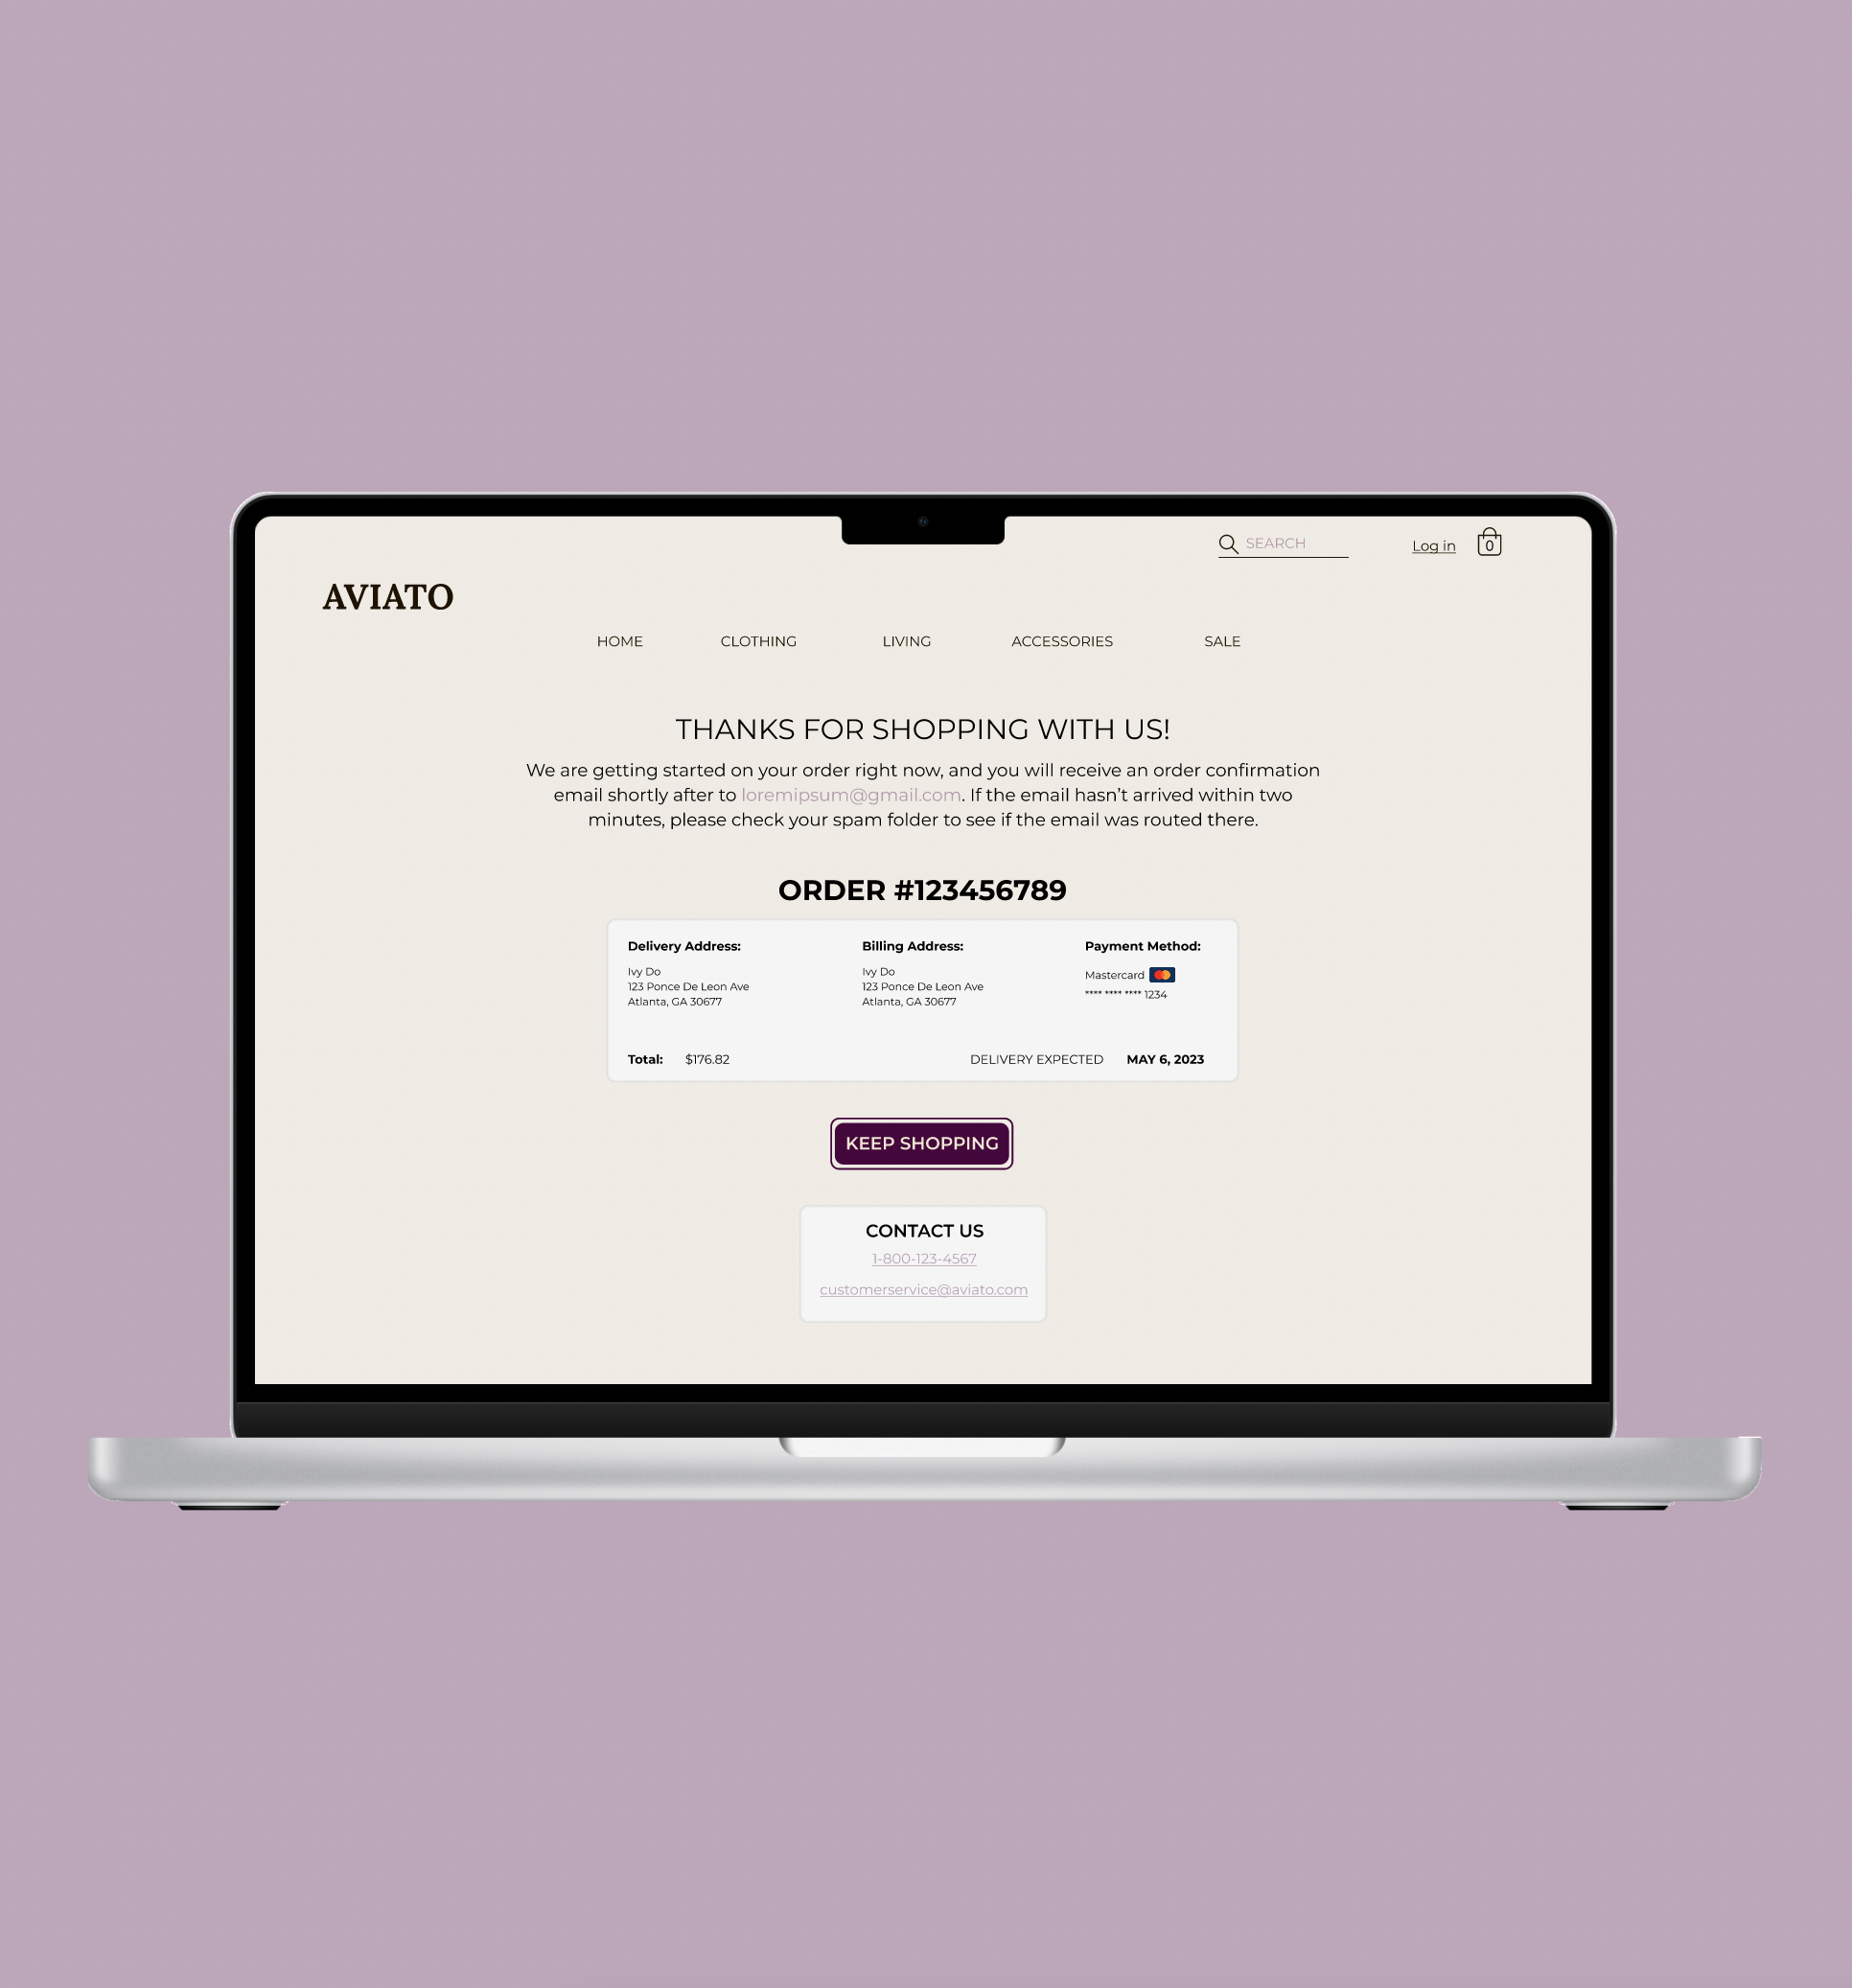 SEARCH
Log in
0
AVIATO
HOME CLOTHING LIVING ACCESSORIES SALE
THANKS FOR SHOPPING WITH US!
We are getting started on your order right now, and you will receive an order confirmation
email shortly after to loremipsum@gmail.com. If the email hasn’t arrived within two
minutes, please check your spam folder to see if the email was routed there.
ORDER #123456789
Delivery Address:
Ivy Do
123 Ponce De Leon Ave
Atlanta, GA 30677
Billing Address:
Ivy Do
123 Ponce De Leon Ave
Atlanta, GA 30677
Payment Method:
Mastercard
**** **** **** 1234
Total: $176.82
DELIVERY EXPECTED MAY 6, 2023
KEEP SHOPPING
CONTACT US
1-800-123-4567
customerservice@aviato.com